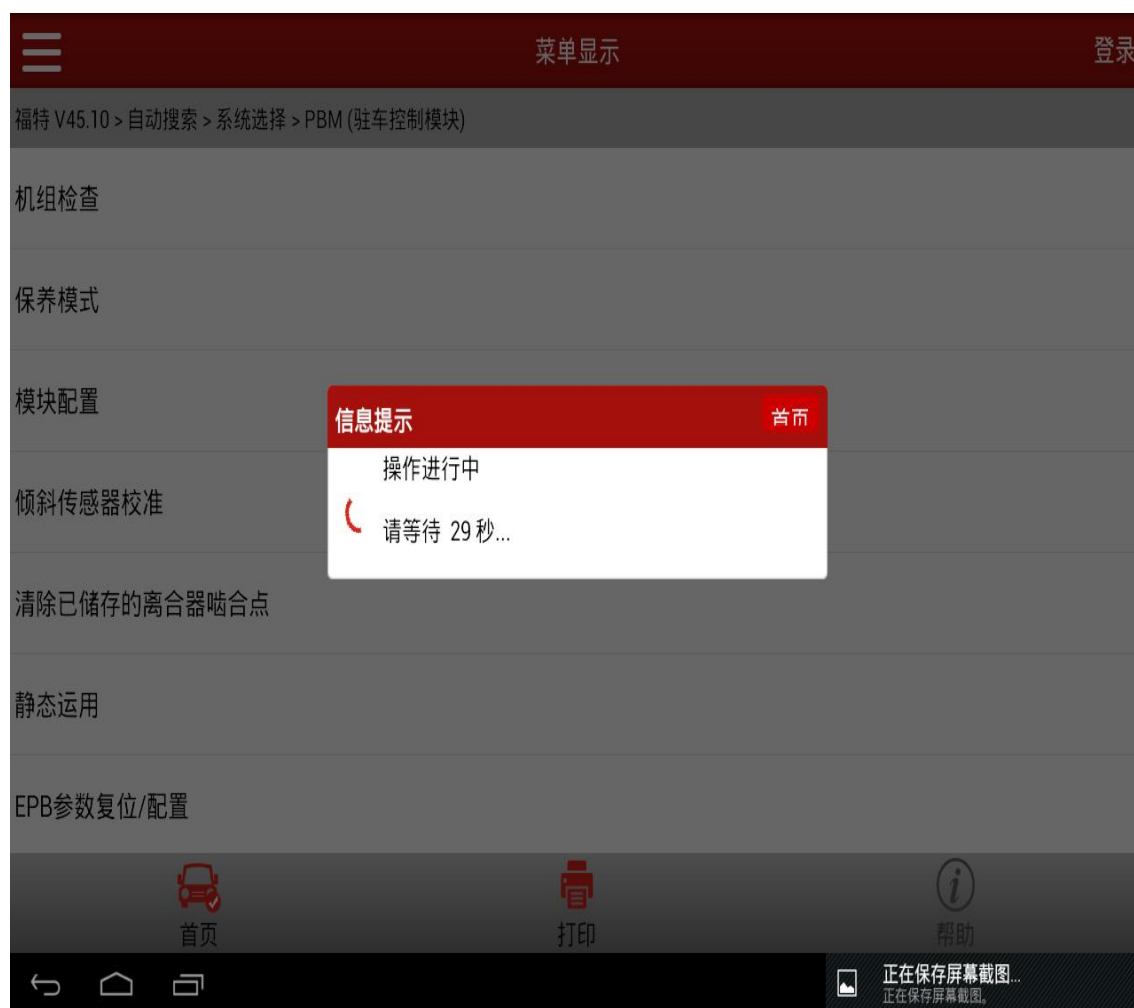 菜单显示
登录
福特 V45.10 > 自动搜索 > 系统选择 > PBM (驻车控制模块)
机组检查
保养模式
模块配置
信息提示
首页
操作进行中
请等待 29 秒...
倾斜传感器校准
清除已储存的离合器啮合点
静态运用
EPB参数复位/配置
首页
打印
帮助
正在保存屏幕截图...
正在保存屏幕截图。